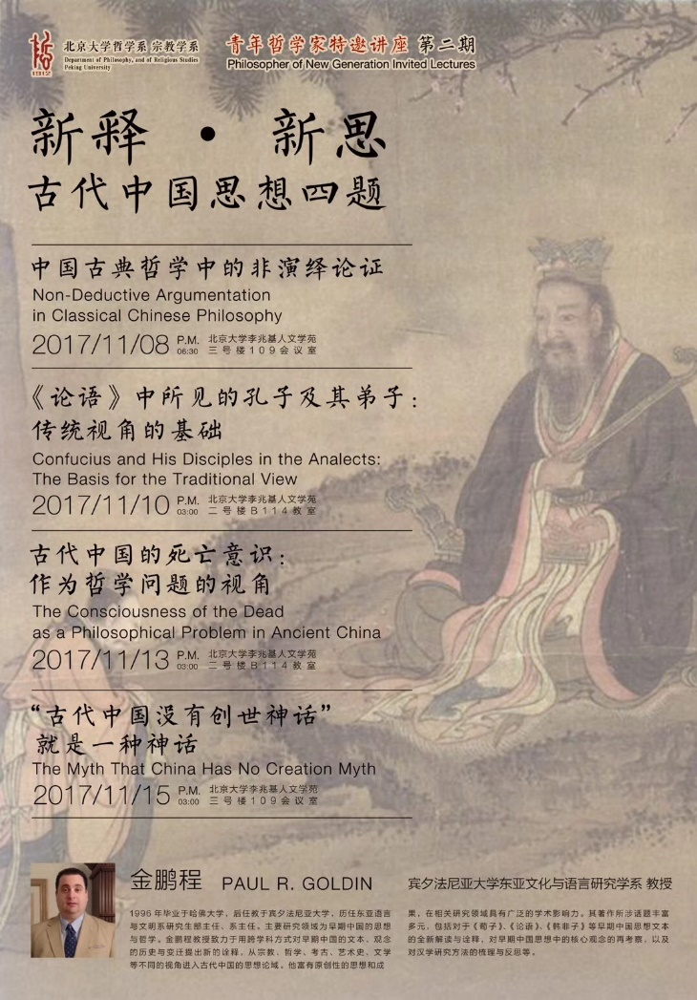 哲
1912
北京大学哲学系 宗教学系
Department of Philosophy, and of Religious Studies
Peking University
青年哲学家特邀讲座 第二期
Philosopher of New Generation Invited Lectures
新释 · 新思
古代中国思想四题
中国古典哲学中的非演绎论证
Non-Deductive Argumentation
in Classical Chinese Philosophy
2017/11/08 P.M. 06:30 北京大学李兆基人文学苑
三号楼109会议室
《论语》中所见的孔子及其弟子:
传统视角的基础
Confucius and His Disciples in the Analects:
The Basis for the Traditional View
2017/11/10 P.M. 03:00 北京大学李兆基人文学苑
二号楼B114教室
古代中国的死亡意识:
作为哲学问题的视角
The Consciousness of the Dead
as a Philosophical Problem in Ancient China
2017/11/13 P.M. 03:00 北京大学李兆基人文学苑
二号楼B114教室
“古代中国没有创世神话”
就是一种神话
The Myth That China Has No Creation Myth
2017/11/15 P.M. 03:00 北京大学李兆基人文学苑
三号楼109会议室
金鹏程 PAUL R. GOLDIN 宾夕法尼亚大学东亚文化与语言研究学系 教授
1996年毕业于哈佛大学，后任教于宾夕法尼亚大学，历任东亚语言
与文明系研究生部主任、系主任。主要研究领域为早期中国的思想
与哲学。金鹏程教授致力于用跨学科方式对早期中国的文本、观念
的历史与变迁提出新的诠释，从宗教、哲学、考古、艺术史、文学
等不同的视角进入古代中国的思想论域。他富有原创性的思想和成
果，在相关研究领域具有广泛的学术影响力。其著作所涉话题丰富
多元，包括对于《荀子》、《论语》、《韩非子》等早期中国思想文本
的全新解读与诠释，对早期中国思想中的核心观念的再考察，以及
对汉学研究方法的梳理与反思等。